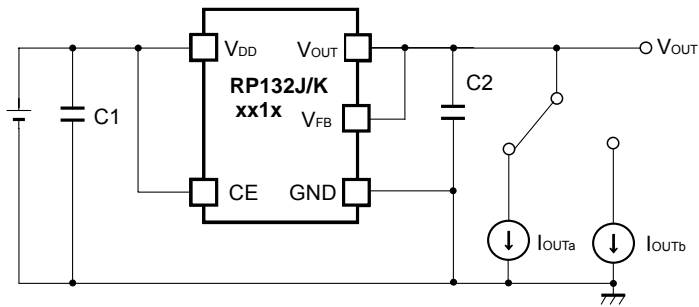 VDD
VOUT
RP132J/K
xx1x
VFB
CE
GND
C1
C2
VOUT
IOUTa
IOUTb